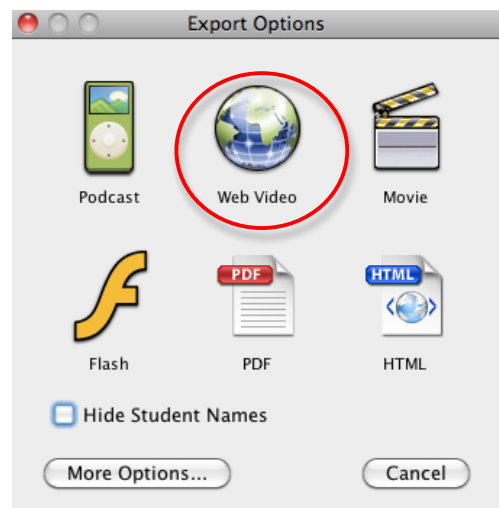 Export Options
Podcast
Web Video
Movie
PDF
HTML
Flash
PDF
HTML
Hide Student Names
More Options...
Cancel